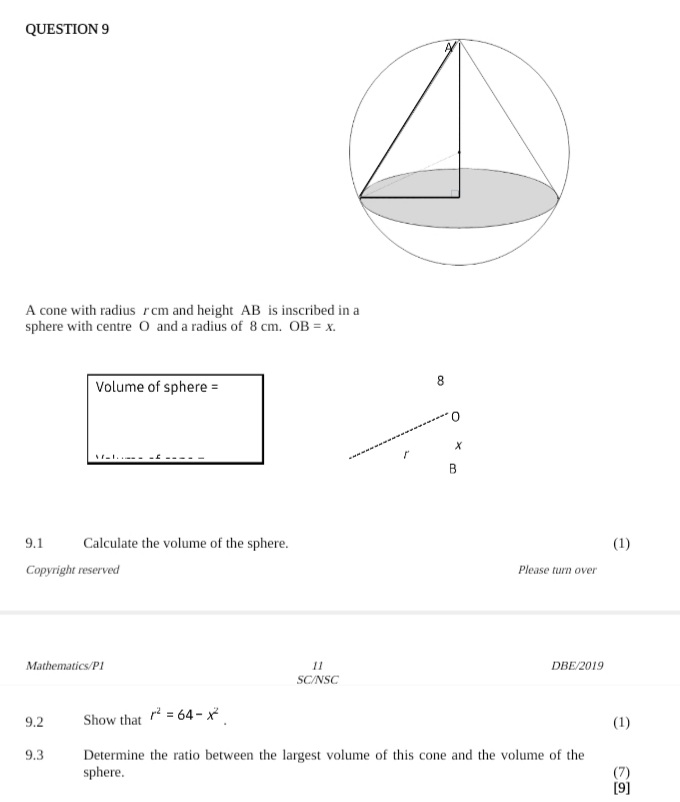 QUESTION 9
A
A cone with radius r cm and height AB is inscribed in a
sphere with centre O and a radius of 8 cm. OB = x.
Volume of sphere =
8
O
x
r
B
9.1 Calculate the volume of the sphere. (1)
Copyright reserved Please turn over
Mathematics/P1 11 DBE/2019
SC/NSC
9.2 Show that r² = 64 – x² . (1)
9.3 Determine the ratio between the largest volume of this cone and the volume of the
sphere. (7)
[9]